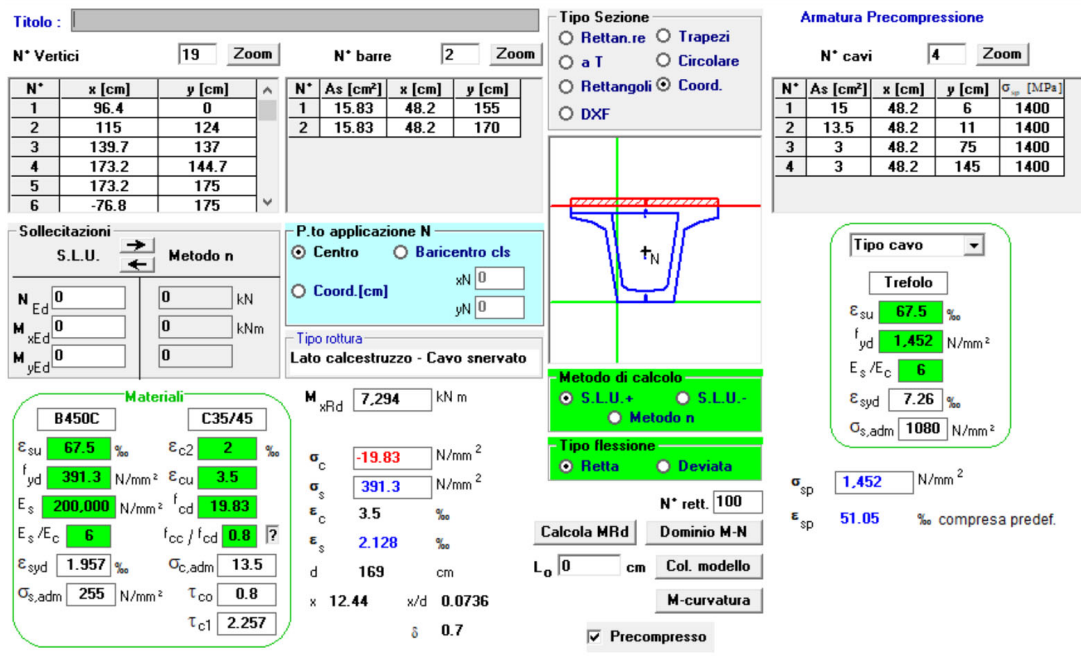 Titolo :
N* Vertici 19 Zoom
N* x [cm] y [cm]
1 96.4 0
2 115 124
3 139.7 137
4 173.2 144.7
5 173.2 175
6 -76.8 175
N* barre 2 Zoom
N* As [cm²] x [cm] y [cm]
1 15.83 48.2 155
2 15.83 48.2 170
Tipo Sezione
Rettan.re Trapezi
a T Circolare
Rettangoli Coord.
DXF
Armatura Precompressione
N* cavi 4 Zoom
N* As [cm²] x [cm] y [cm] σsp [MPa]
1 15 48.2 6 1400
2 13.5 48.2 11 1400
3 3 48.2 75 1400
4 3 48.2 145 1400
Sollecitazioni
S.L.U. Metodo n
N Ed 0 0 kN
M xEd 0 0 kNm
M yEd 0 0
P.to applicazione N
Centro Baricentro cls
Coord.[cm] xN 0
yN 0
Tipo rottura
Lato calcestruzzo - Cavo snervato
N
Tipo cavo
Trefolo
εsu 67.5 ‰
fyd 1,452 N/mm²
Es /Ec 6
εsyd 7.26 ‰
σs,adm 1080 N/mm²
Materiali
B450C C35/45
εsu 67.5 ‰ εc2 2 ‰
fyd 391.3 N/mm² εcu 3.5
Es 200,000 N/mm² fcd 19.83
Es /Ec 6 fcc / fcd 0.8 ?
εsyd 1.957 ‰ σc,adm 13.5
σs,adm 255 N/mm² τco 0.8
τc1 2.257
M xRd 7,294 kN m
σc -19.83 N/mm²
σs 391.3 N/mm²
εc 3.5 ‰
εs 2.128 ‰
d 169 cm
x 12.44 x/d 0.0736
δ 0.7
Metodo di calcolo
S.L.U.+ S.L.U.-
Metodo n
Tipo flessione
Retta Deviata
N* rett. 100
Calcola MRd Dominio M-N
Lo 0 cm Col. modello
M-curvatura
Precompresso
σsp 1,452 N/mm²
εsp 51.05 ‰ compresa predef.